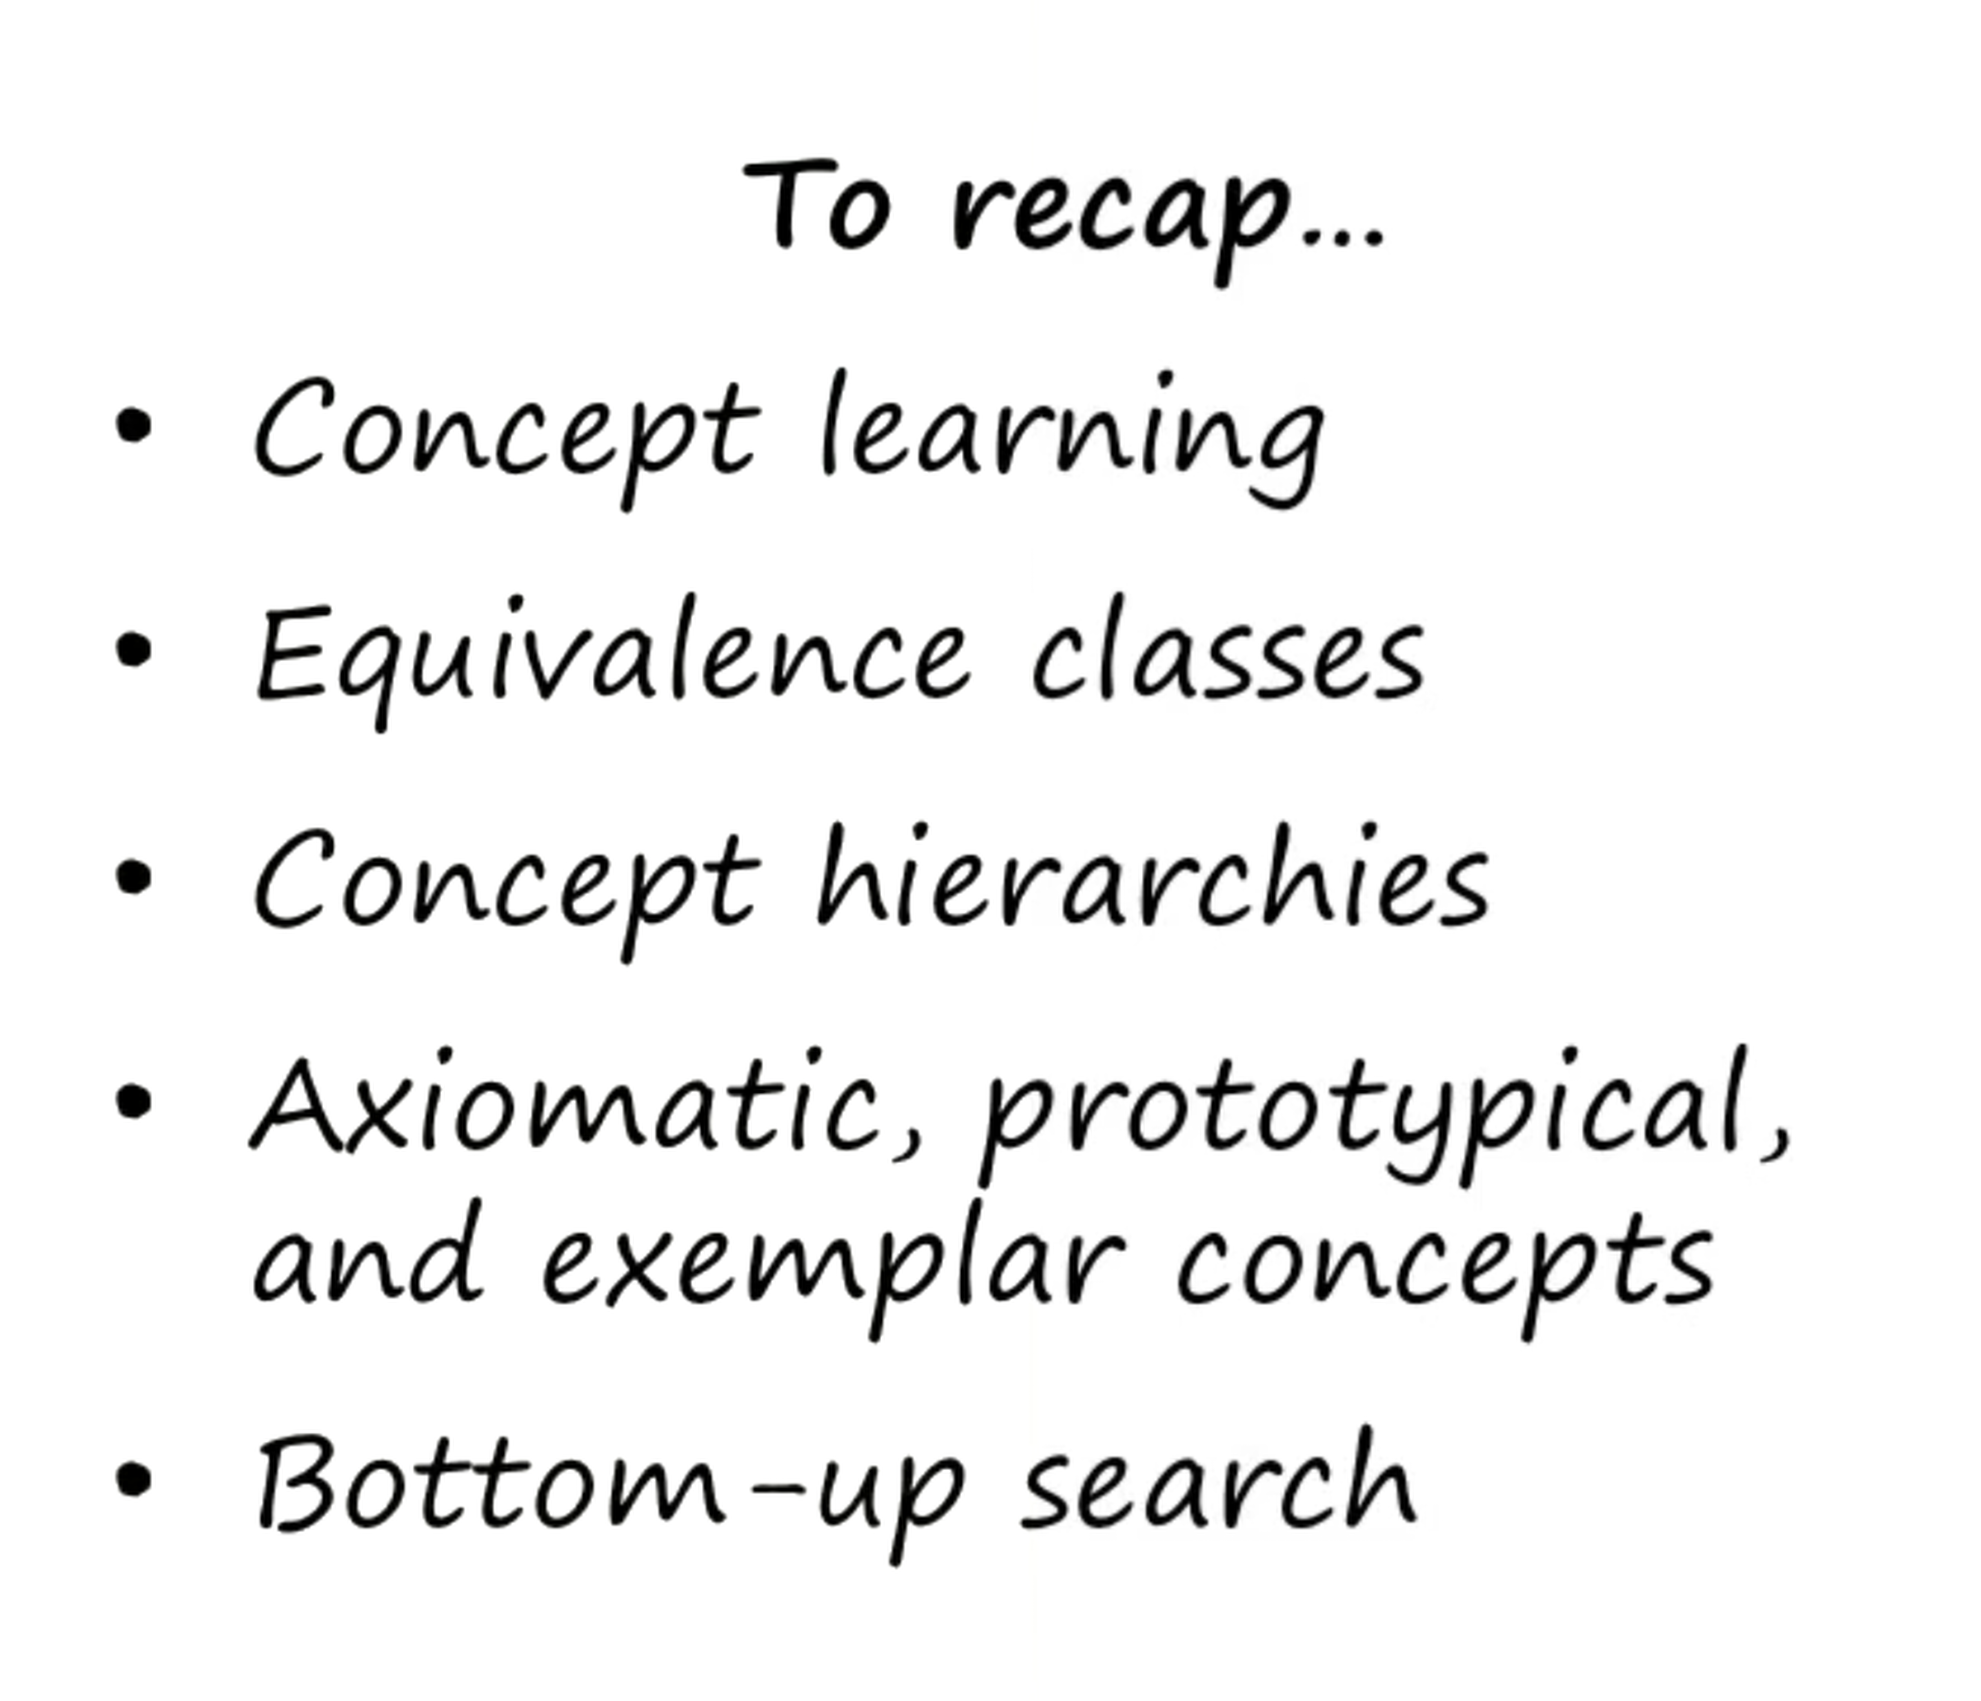 To recap...
• Concept learning
• Equivalence classes
• Concept hierarchies
• Axiomatic, prototypical,
and exemplar concepts
• Bottom-up search